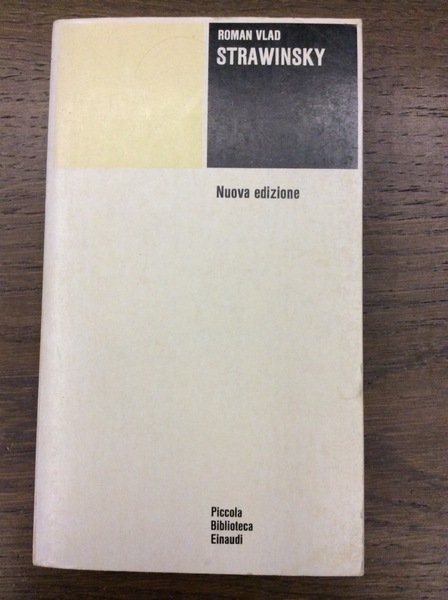 ROMAN VLAD
STRAWINSKY
Nuova edizione
Piccola
Biblioteca
Einaudi